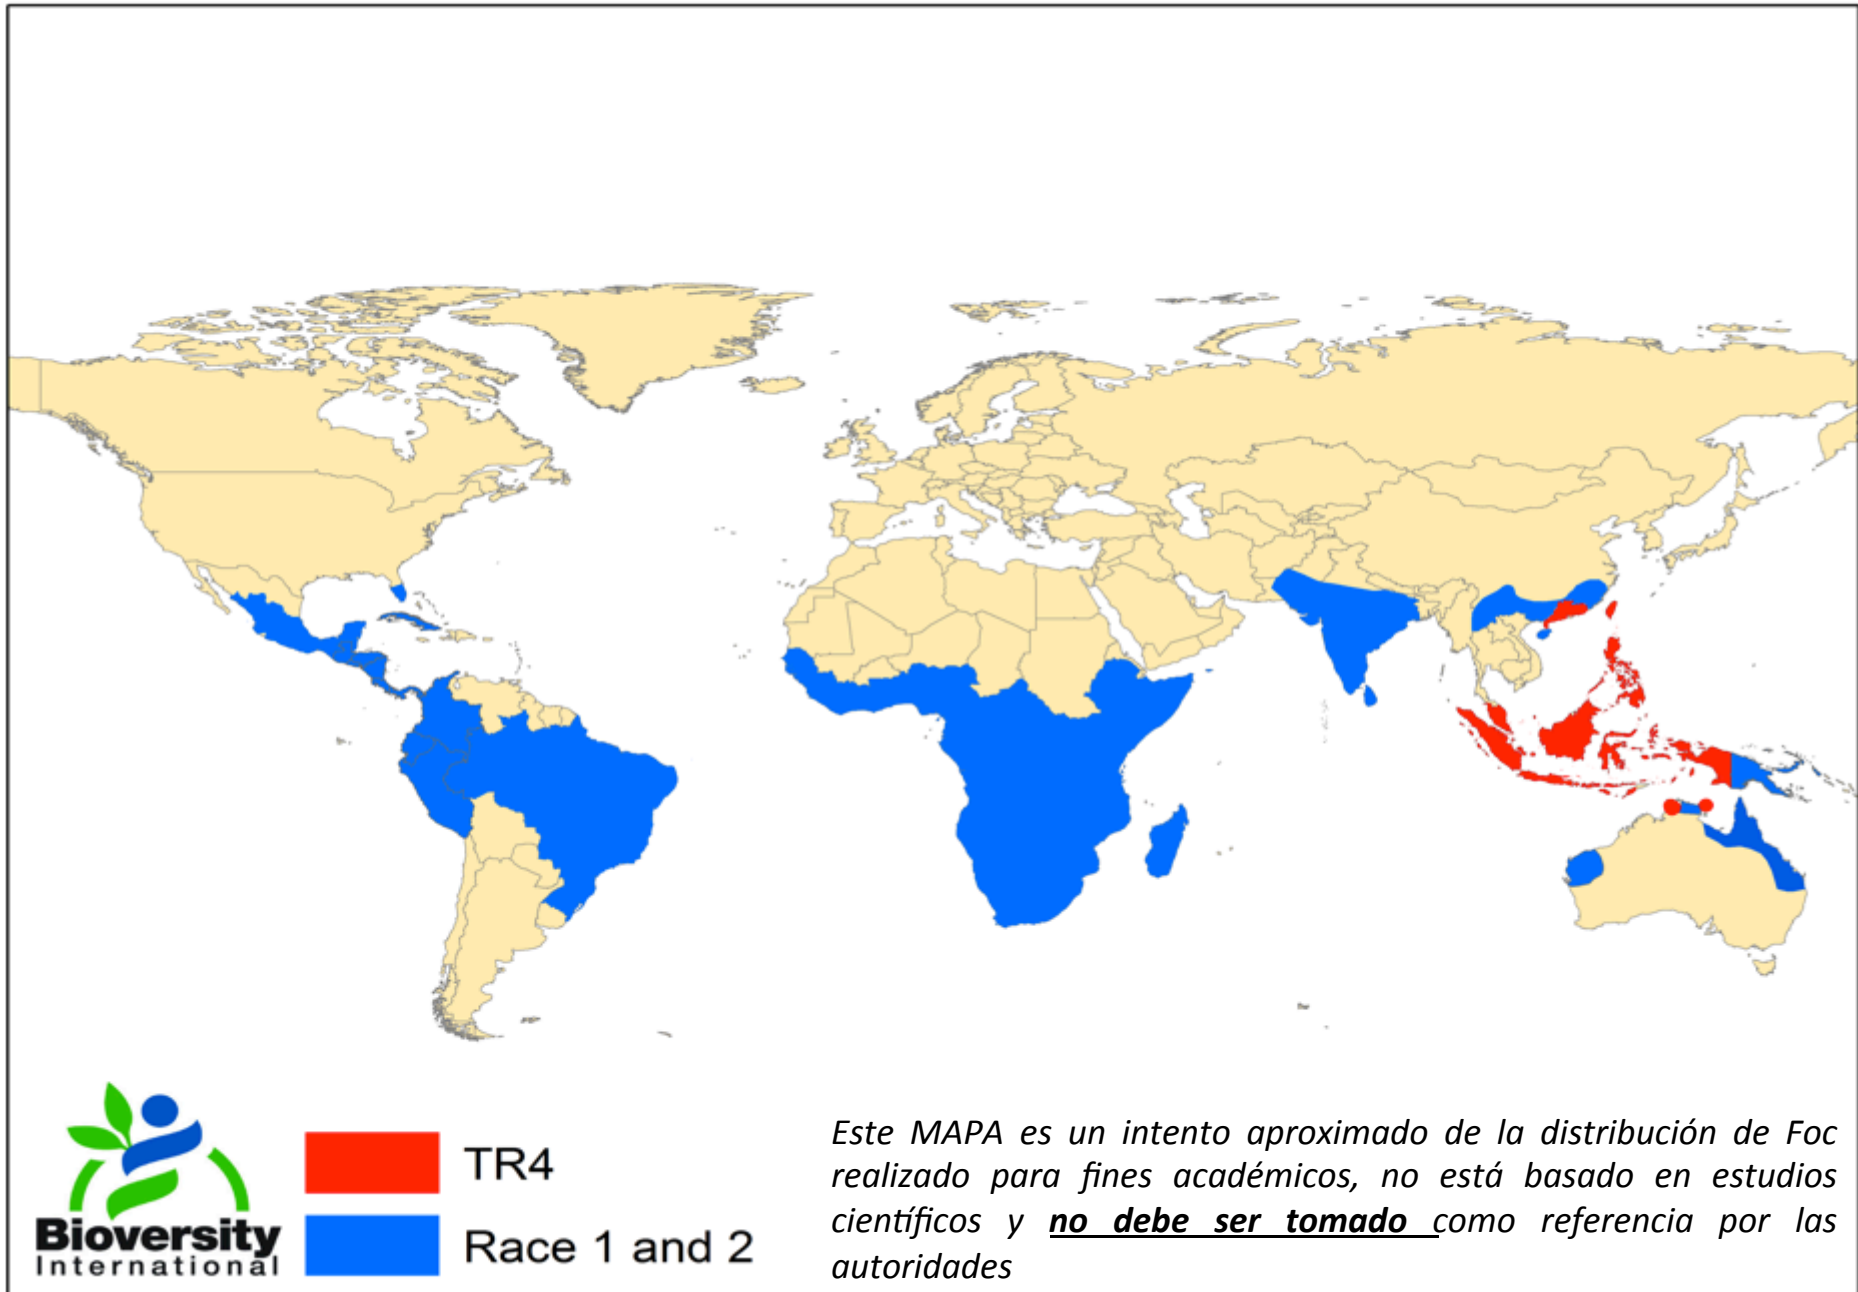 TR4
Race 1 and 2
Bioversity
International
Este MAPA es un intento aproximado de la distribución de Foc
realizado para fines académicos, no está basado en estudios
científicos y no debe ser tomado como referencia por las
autoridades